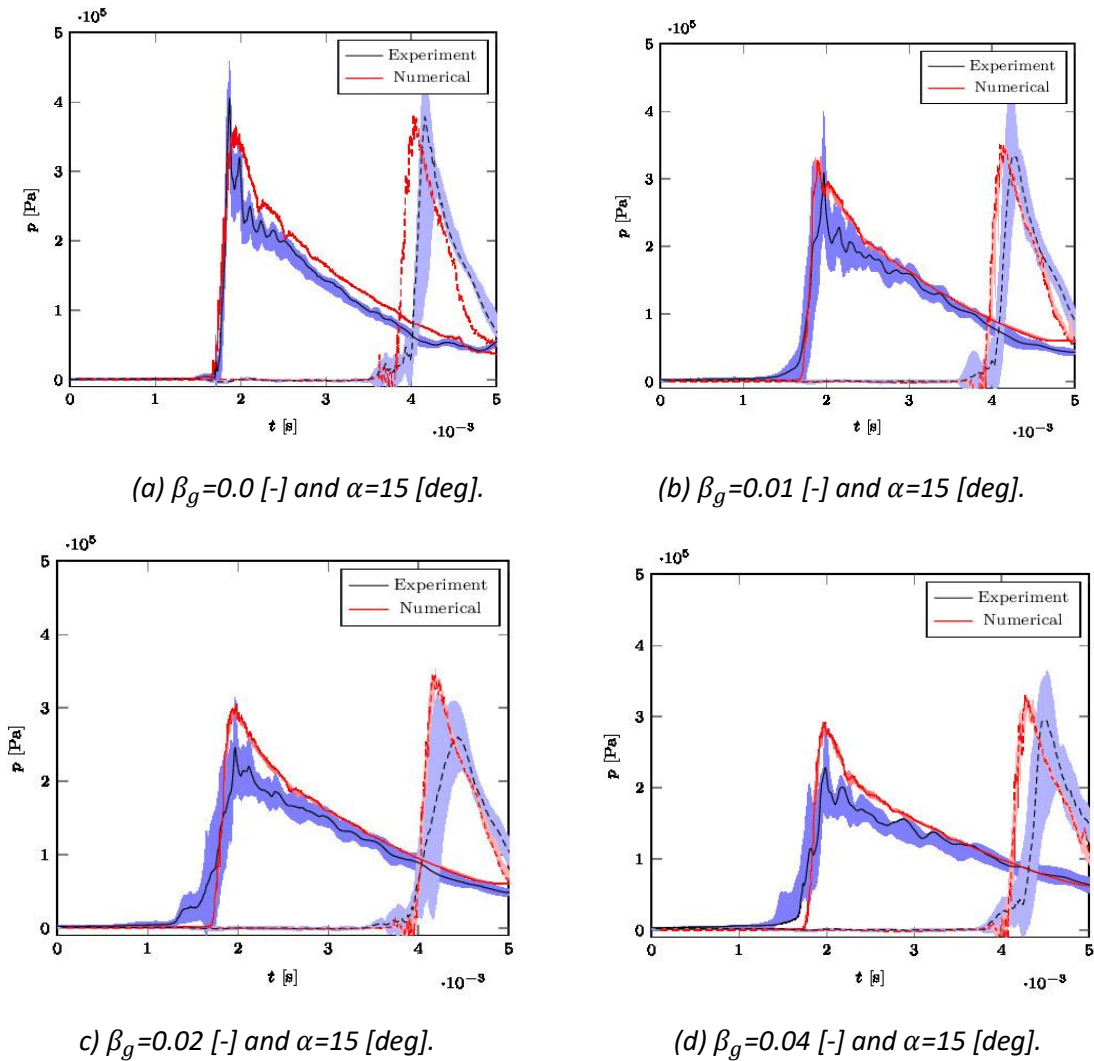 ·10⁵
5
4
3
2
1
0
p [Pa]
0 1 2 3 4 5
t [s]
·10⁻³
Experiment
Numerical
(a) β𝑔=0.0 [-] and α=15 [deg].
·10⁵
5
4
3
2
1
0
p [Pa]
0 1 2 3 4 5
t [s]
·10⁻³
Experiment
Numerical
(b) β𝑔=0.01 [-] and α=15 [deg].
·10⁵
5
4
3
2
1
0
p [Pa]
0 1 2 3 4 5
t [s]
·10⁻³
Experiment
Numerical
c) β𝑔=0.02 [-] and α=15 [deg].
·10⁵
5
4
3
2
1
0
p [Pa]
0 1 2 3 4 5
t [s]
·10⁻³
Experiment
Numerical
(d) β𝑔=0.04 [-] and α=15 [deg].